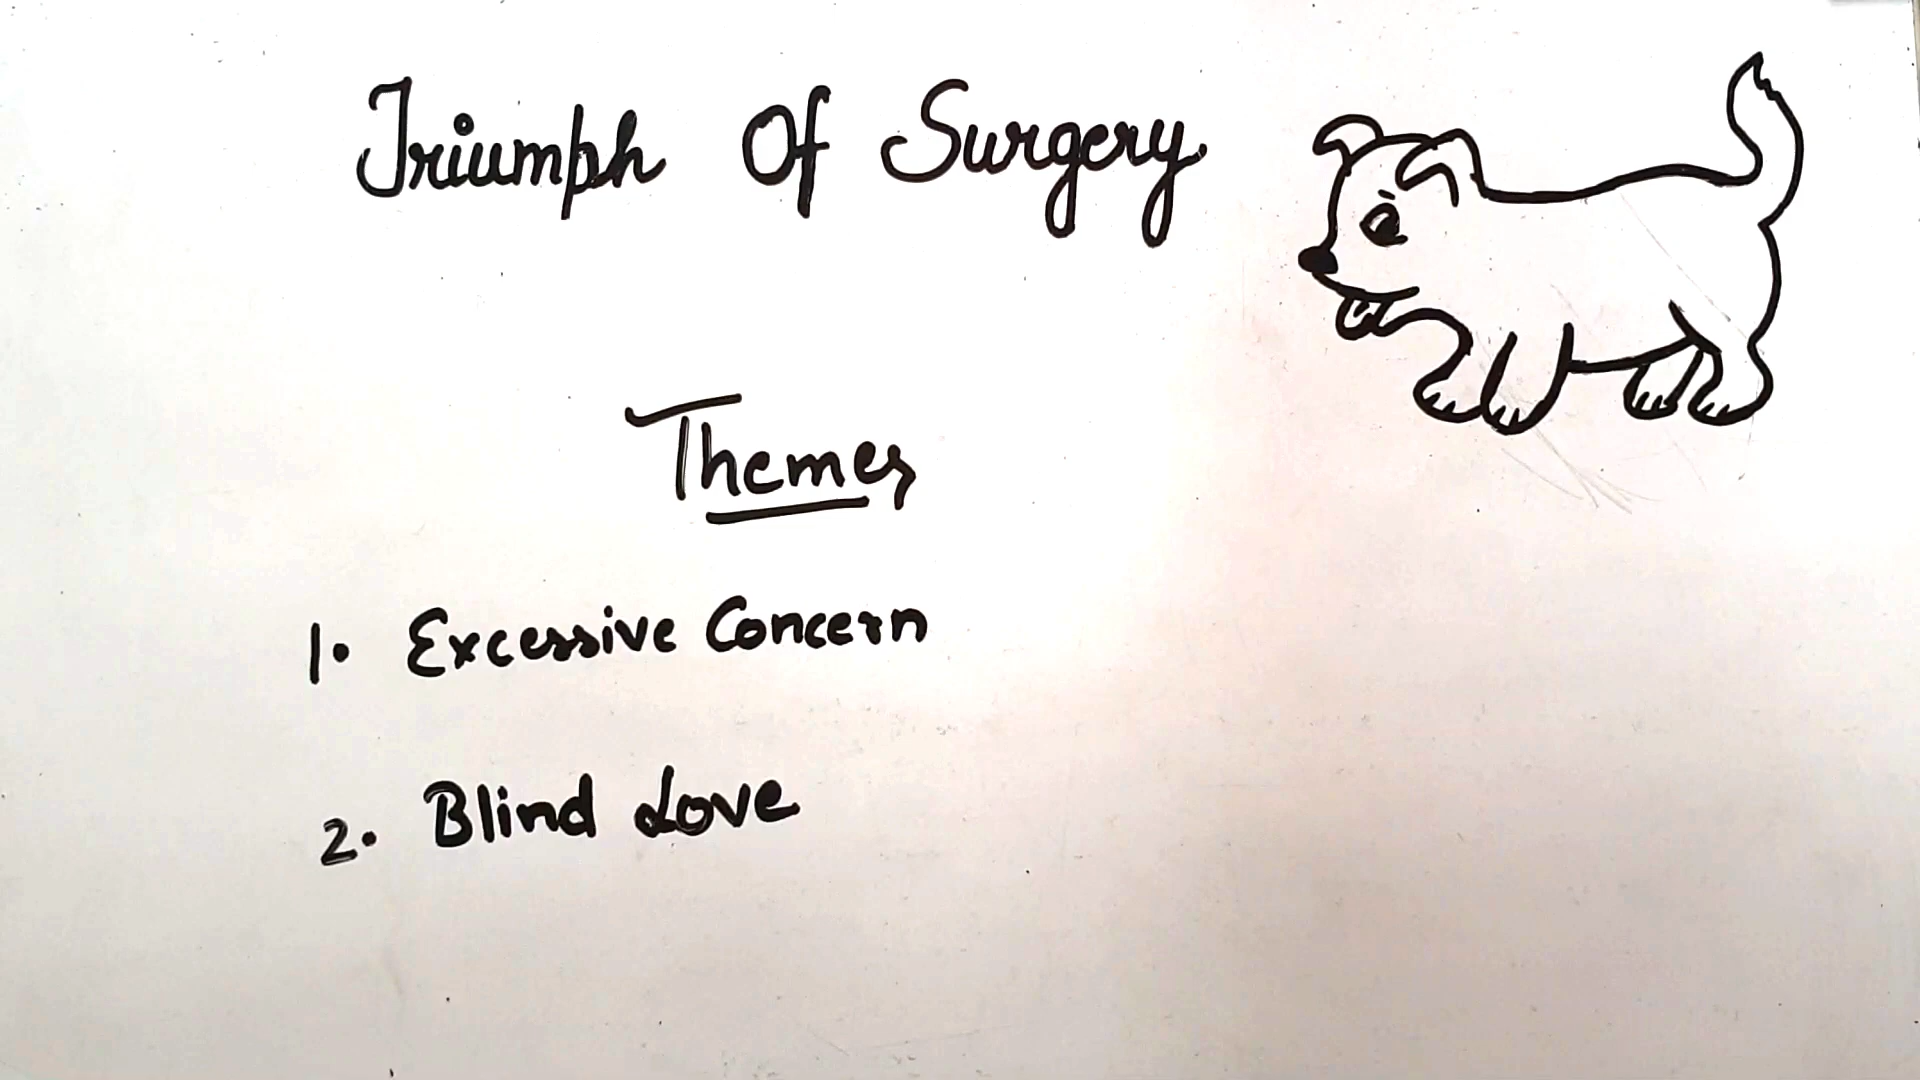 Triumph Of Surgery
Themes
1. Excessive Concern
2. Blind Love